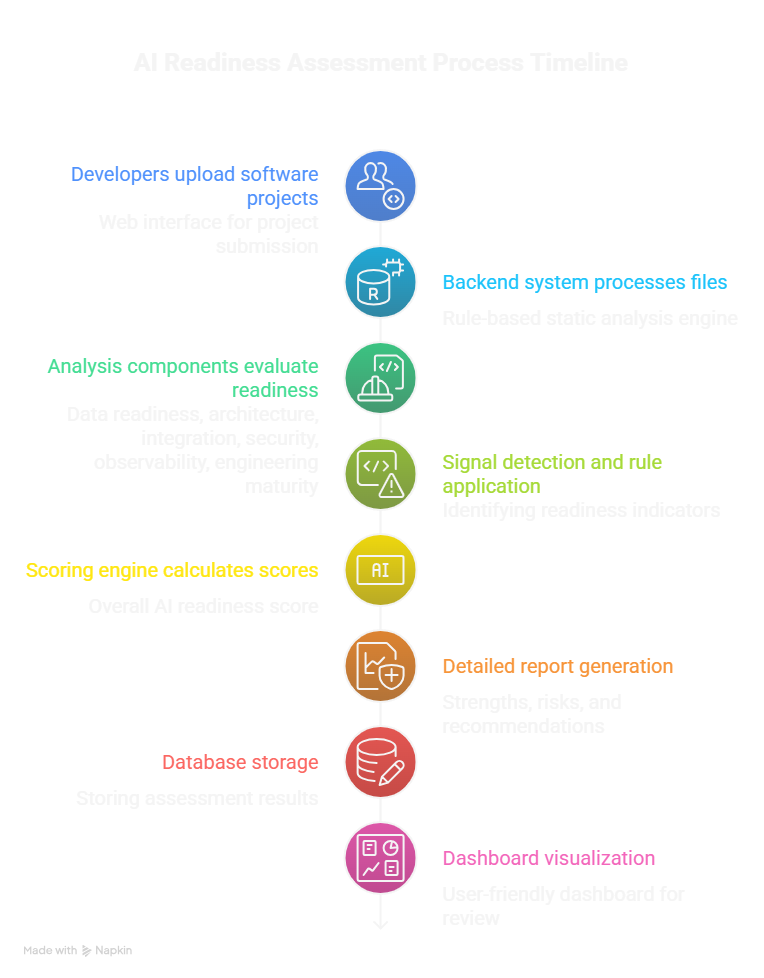 AI Readiness Assessment Process Timeline
Developers upload software
projects
Web interface for project
submission
Backend system processes files
Rule-based static analysis engine
R
Analysis components evaluate
readiness
Data readiness, architecture,
integration, security,
observability, engineering
maturity
Signal detection and rule
application
Identifying readiness indicators
Scoring engine calculates scores
Overall AI readiness score
AI
Detailed report generation
Strengths, risks, and
recommendations
Database storage
Storing assessment results
Dashboard visualization
User-friendly dashboard for
review
Made with Napkin